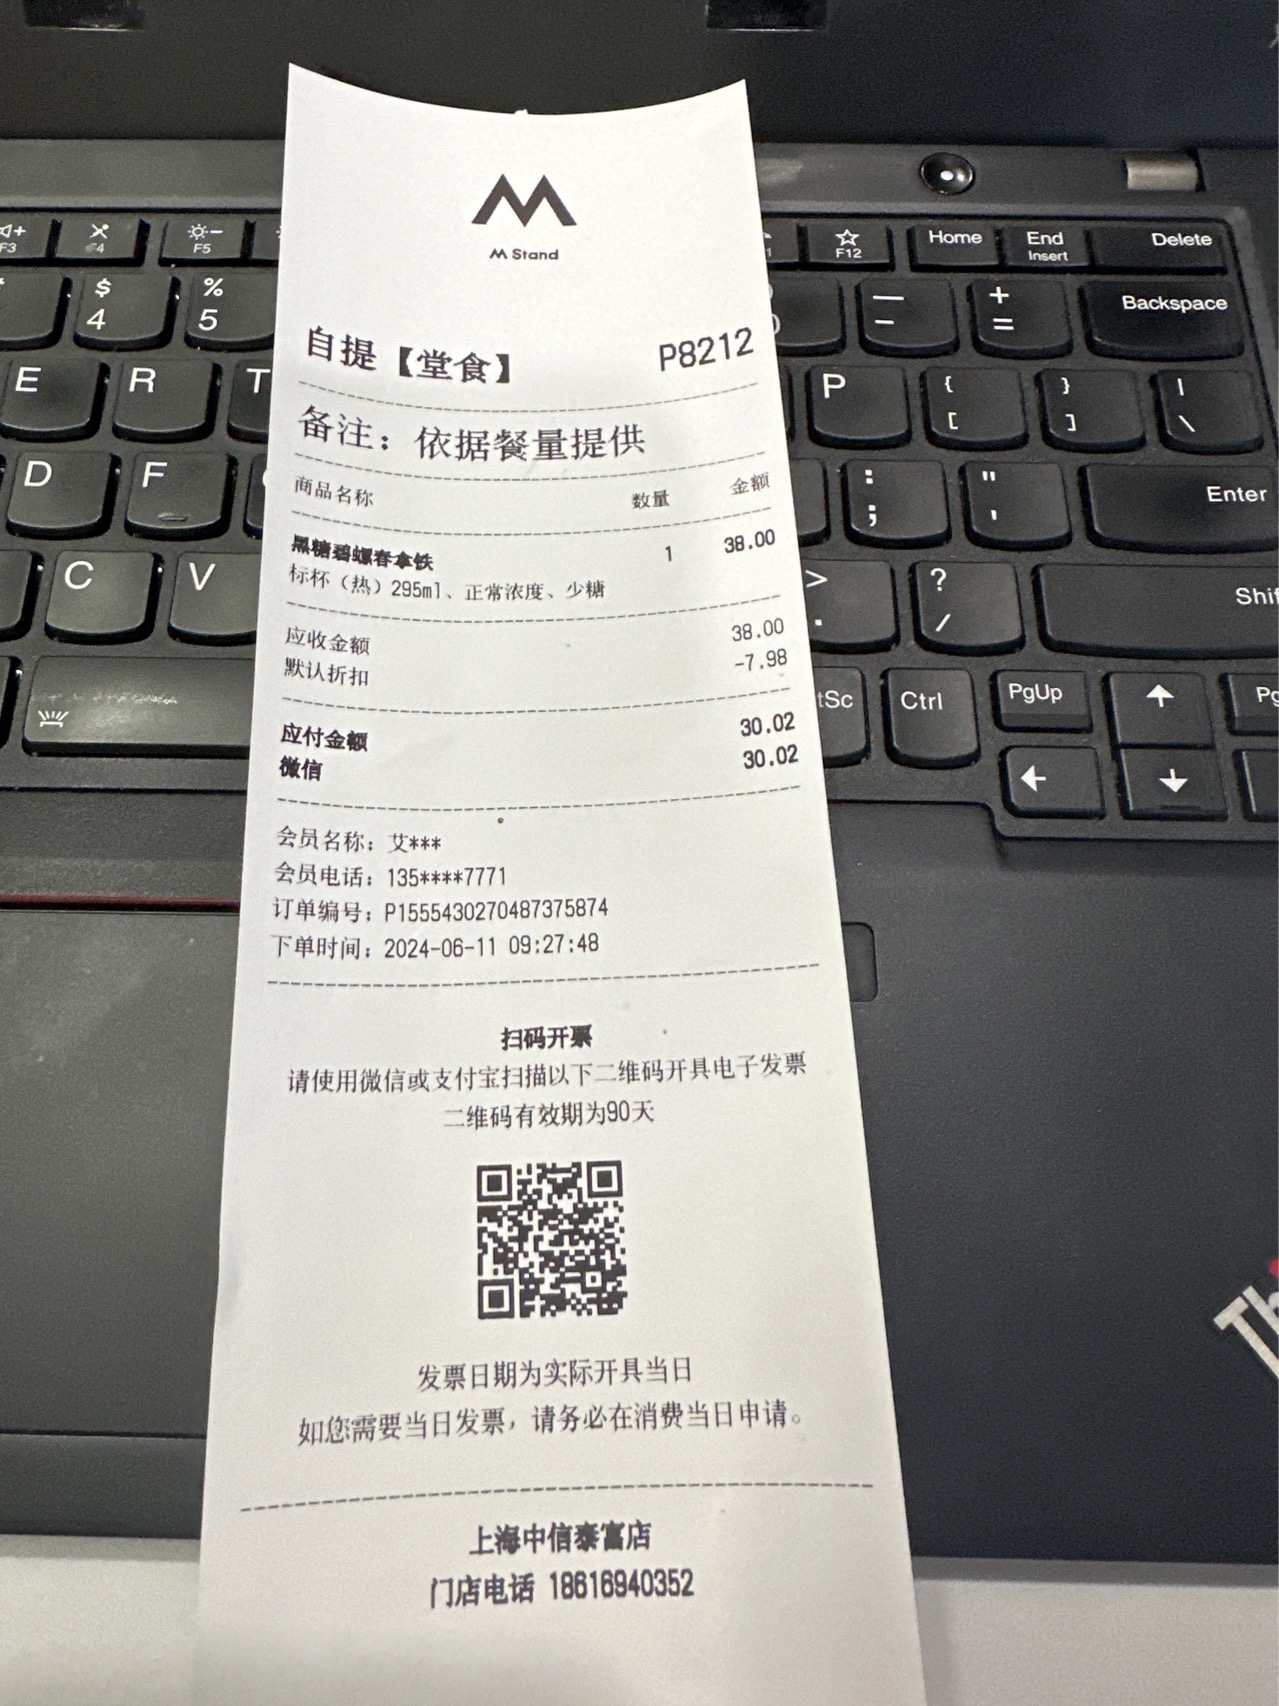 M Stand
自提【堂食】 P8212
备注：依据餐量提供
商品名称 数量 金额
黑糖碧螺春拿铁 1 38.00
标杯（热）295ml、正常浓度、少糖
应收金额 38.00
默认折扣 -7.98
应付金额 30.02
微信 30.02
会员名称：艾***
会员电话：135****7771
订单编号：P1555430270487375874
下单时间：2024-06-11 09:27:48
扫码开票
请使用微信或支付宝扫描以下二维码开具电子发票
二维码有效期为90天
发票日期为实际开具当日
如您需要当日发票，请务必在消费当日申请。
上海中信泰富店
门店电话 18616940352
F3 F4 F5 F12 Home End Insert Delete
$ 4 % 5 — - + = Backspace
E R T P { [ } ] | \
D F : ; " ' Enter
C V > . ? / Shif
tSc Ctrl PgUp ↑ Pg
← ↓
Th